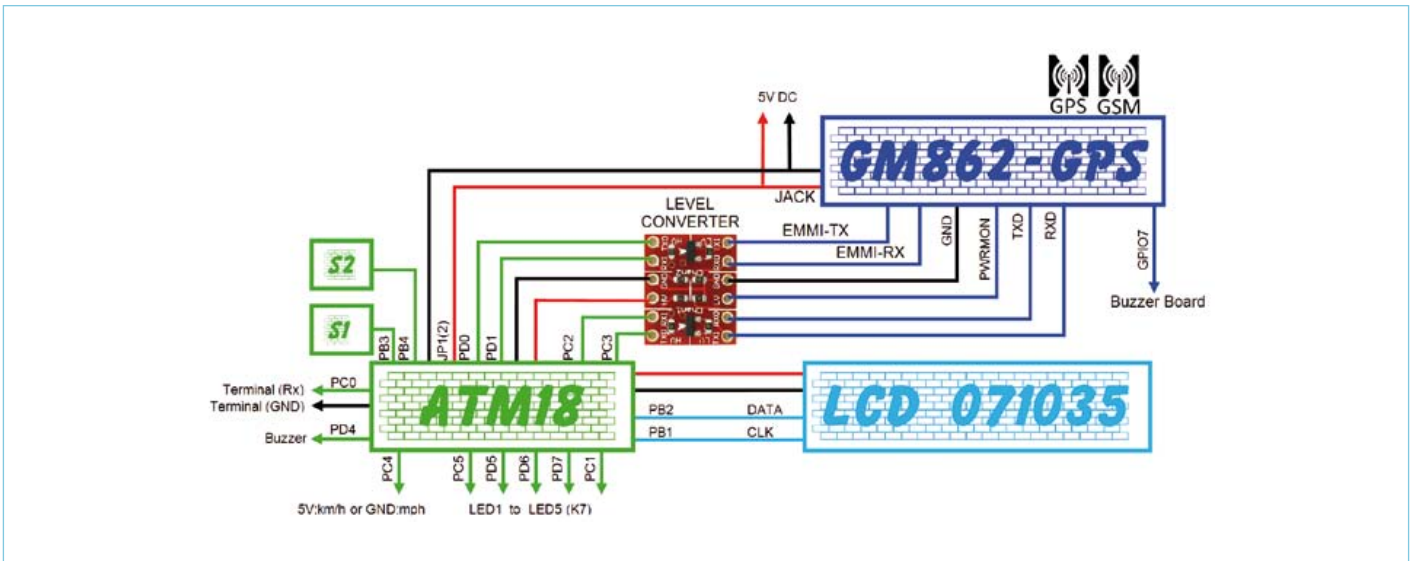 GPS GSM
5V DC
GM862-GPS
JACK
LEVEL
CONVERTER
EMMI-TX
EMMI-RX
GND
PWRMON
TXD
RXD
GPIO7
Buzzer Board
S2
S1
PB3
PB4
JP1(2)
PD0
PD1
PC2
PC3
Terminal (Rx)
PC0
Terminal (GND)
Buzzer
PD4
ATM18
PB2
DATA
PB1
CLK
LCD 071035
PC4
PC5
PD5
PD6
PD7
PC1
5V:km/h or GND:mph
LED1 to LED5 (K7)